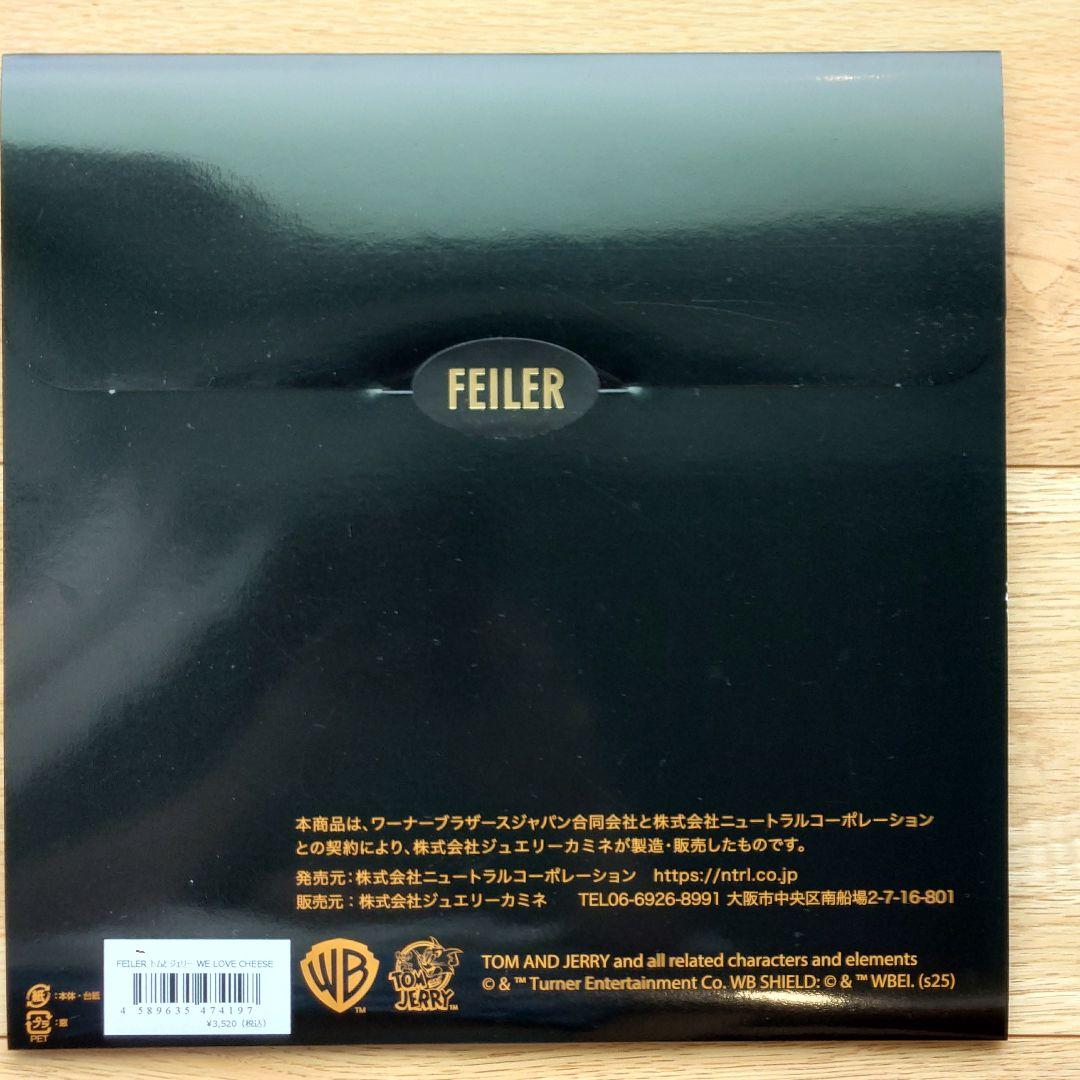 FEILER
本商品は、ワーナーブラザースジャパン合同会社と株式会社ニュートラルコーポレーション
との契約により、株式会社ジュエリーカミネが製造・販売したものです。
発売元：株式会社ニュートラルコーポレーション https://ntrl.co.jp
販売元：株式会社ジュエリーカミネ TEL06-6926-8991 大阪市中央区南船場2-7-16-801
FEILER トムとジェリー WE LOVE CHEESE
4 589635 474197
¥3,520（税込）
紙：本体・台紙
プラ：窓
PET
WB™
TOM AND JERRY™
TOM AND JERRY and all related characters and elements
© & ™ Turner Entertainment Co. WB SHIELD: © & ™ WBEI. (s25)